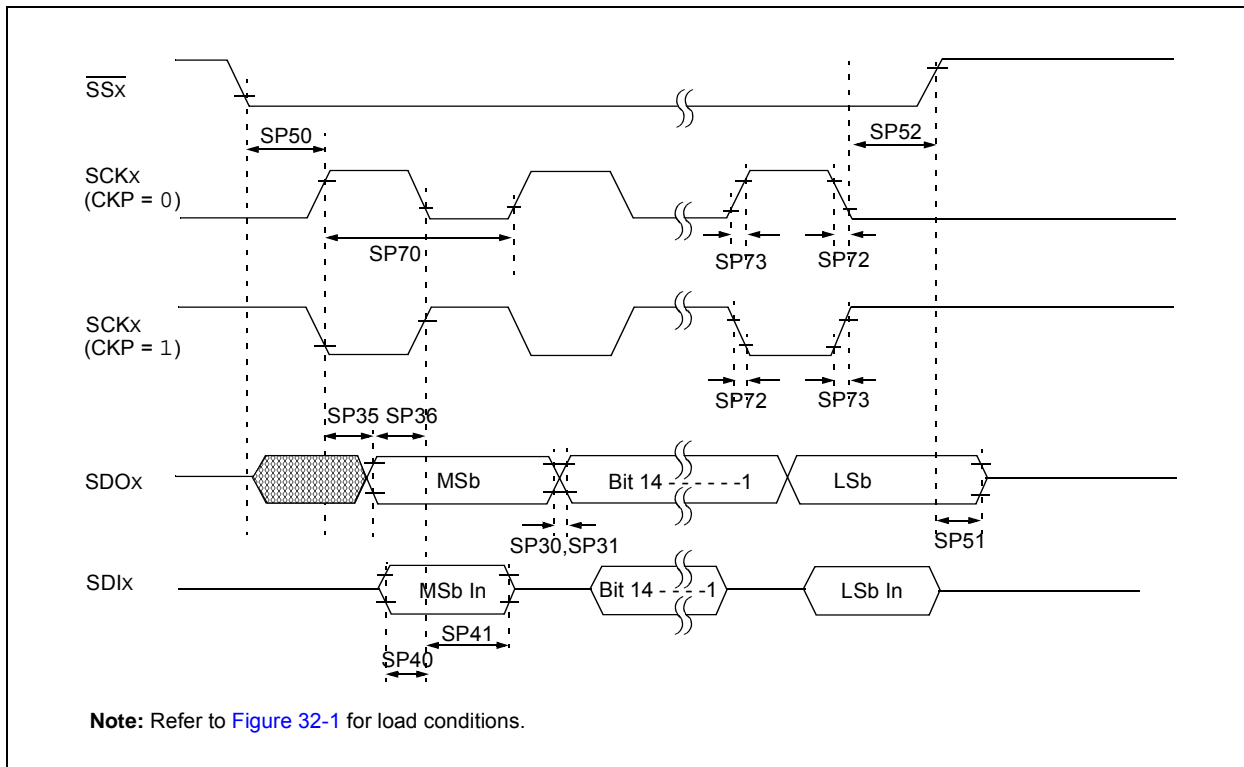 SSx
SP50
SP52
SCKx
(CKP = 0)
SP70
SP73
SP72
SCKx
(CKP = 1)
SP72
SP73
SP35
SP36
SDOx
MSb
Bit 14 - - - - - -1
LSb
SP30,SP31
SP51
SDIx
MSb In
Bit 14 - - - -1
LSb In
SP41
SP40
Note: Refer to Figure 32-1 for load conditions.